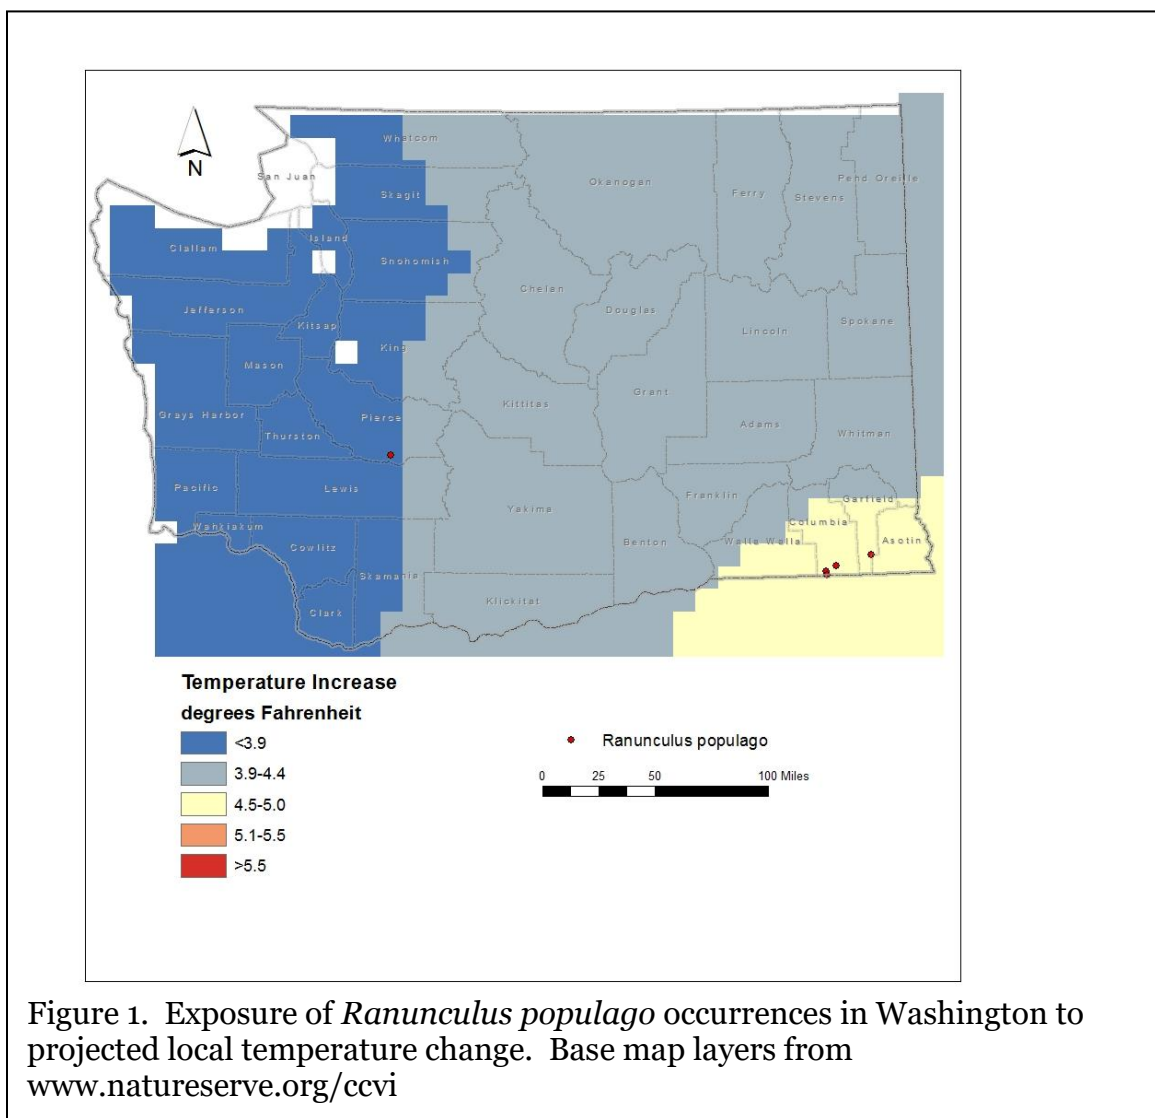 N
Whatcom
San Juan
Okanogan
Pend Oreille
Skagit
Ferry
Stevens
Island
Clallam
Snohomish
Chelan
Jefferson
Douglas
Kitsap
Lincoln
Spokane
King
Mason
Grant
Kittitas
Grays Harbor
Pierce
Adams
Whitman
Thurston
Pacific
Lewis
Franklin
Garfield
Yakima
Columbia
Wahkiakum
Benton
Walla Walla
Asotin
Cowlitz
Skamania
Klickitat
Clark
Temperature Increase
degrees Fahrenheit
<3.9
3.9-4.4
4.5-5.0
5.1-5.5
>5.5
Ranunculus populago
0 25 50 100 Miles
Figure 1. Exposure of Ranunculus populago occurrences in Washington to
projected local temperature change. Base map layers from
www.natureserve.org/ccvi